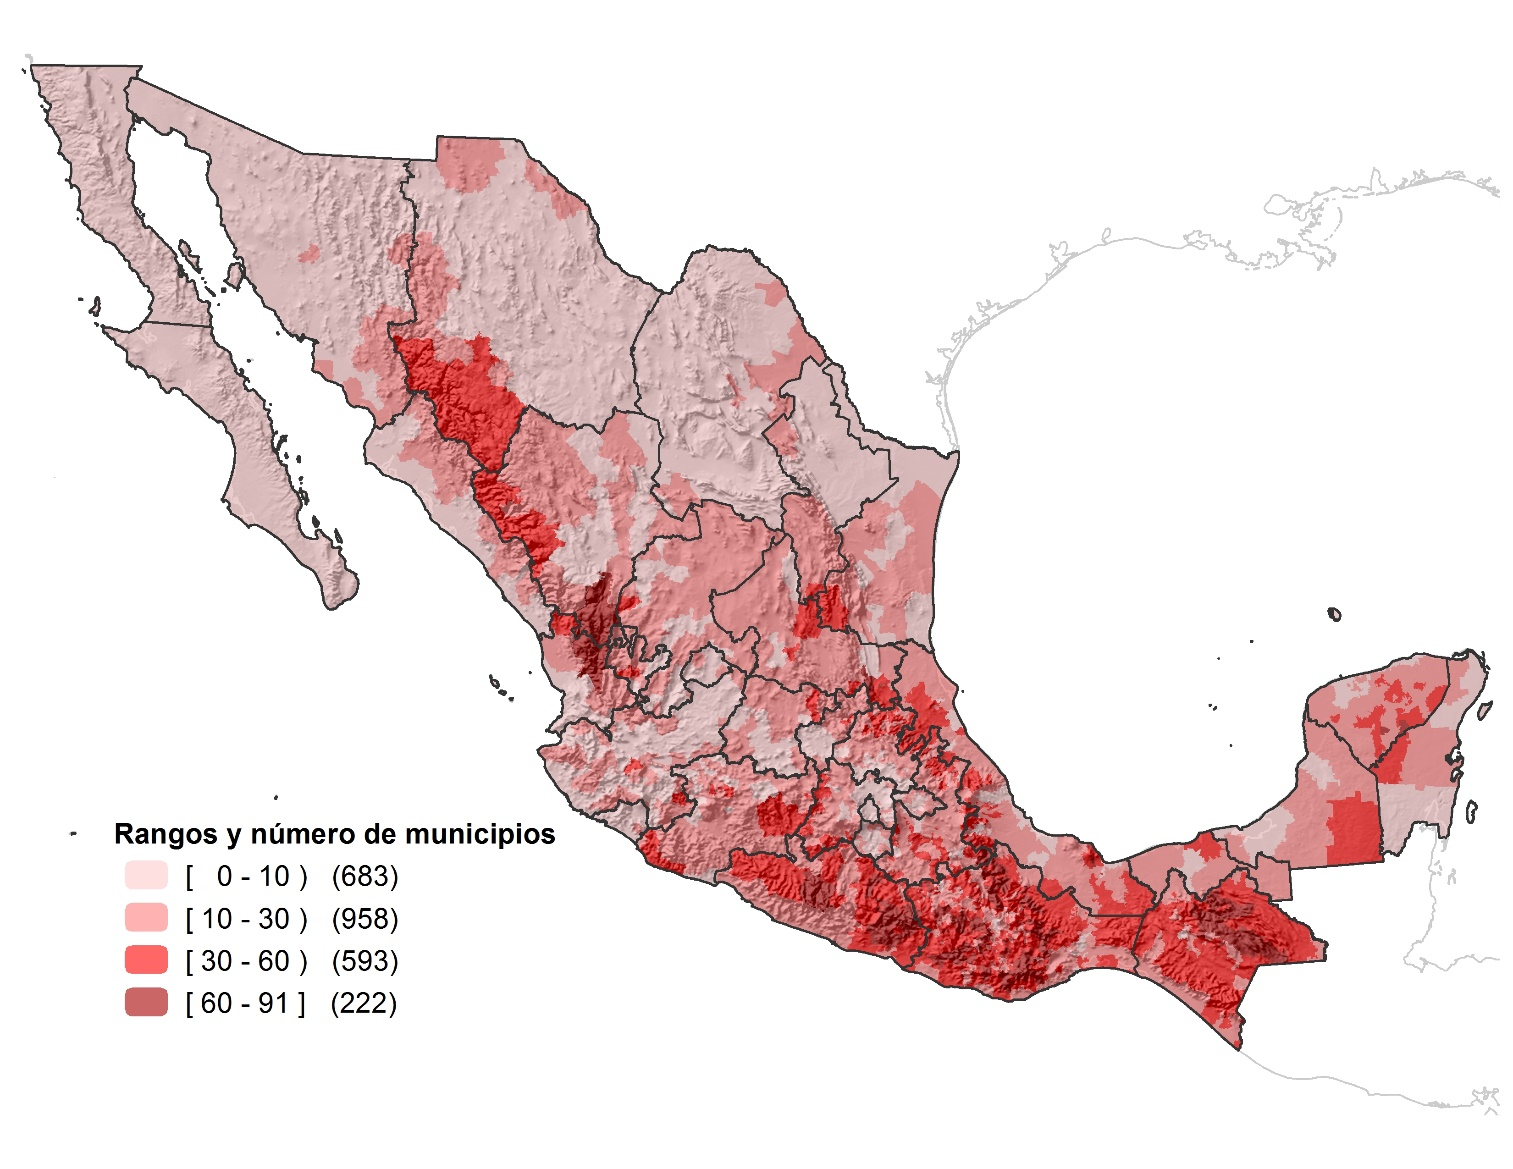 Rangos y número de municipios
[ 0 - 10 ) (683)
[ 10 - 30 ) (958)
[ 30 - 60 ) (593)
[ 60 - 91 ] (222)